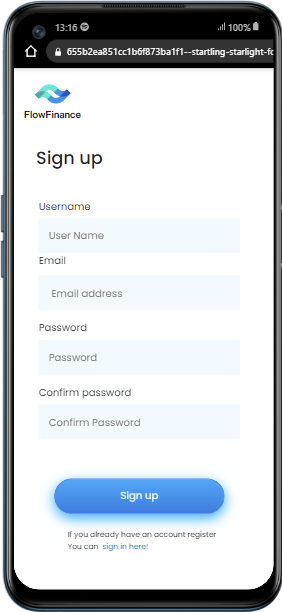 13:16
100%
655b2ea851cc1b6f873ba1f1--startling-starlight-fc
FlowFinance
Sign up
Username
User Name
Email
Email address
Password
Password
Confirm password
Confirm Password
Sign up
If you already have an account register
You can sign in here!